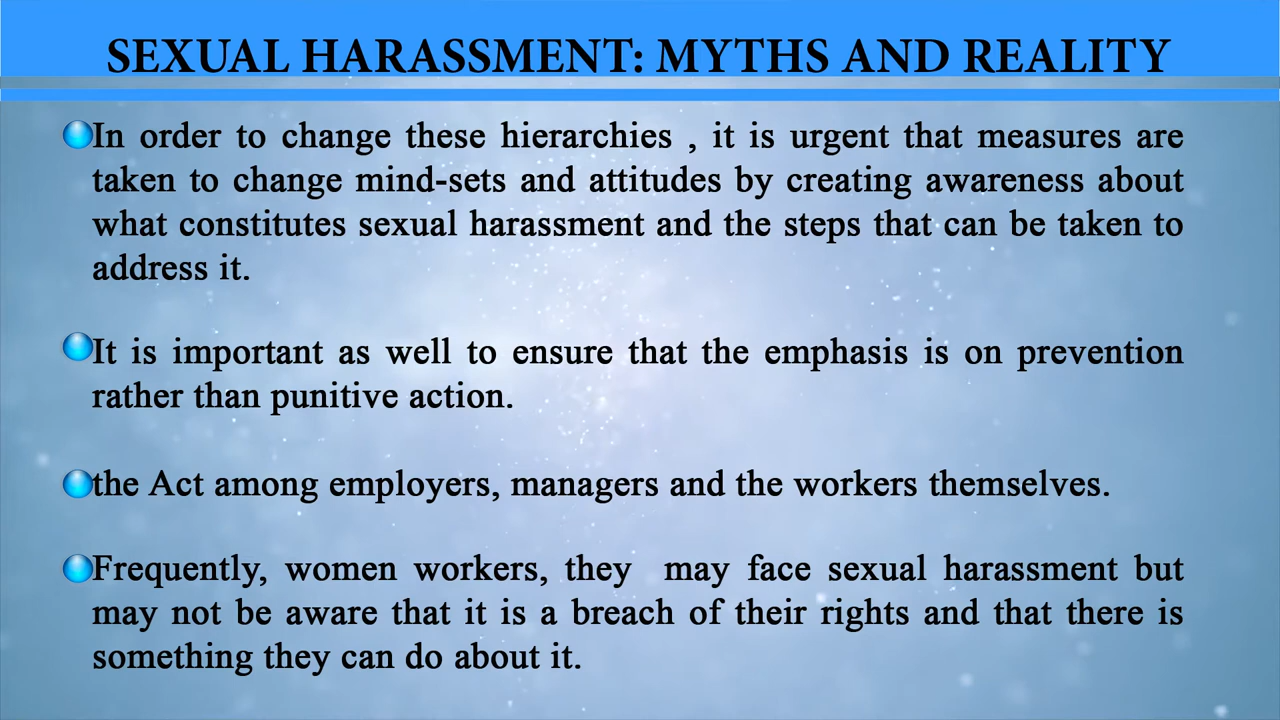 SEXUAL HARASSMENT: MYTHS AND REALITY
In order to change these hierarchies , it is urgent that measures are
taken to change mind-sets and attitudes by creating awareness about
what constitutes sexual harassment and the steps that can be taken to
address it.
It is important as well to ensure that the emphasis is on prevention
rather than punitive action.
the Act among employers, managers and the workers themselves.
Frequently, women workers, they may face sexual harassment but
may not be aware that it is a breach of their rights and that there is
something they can do about it.